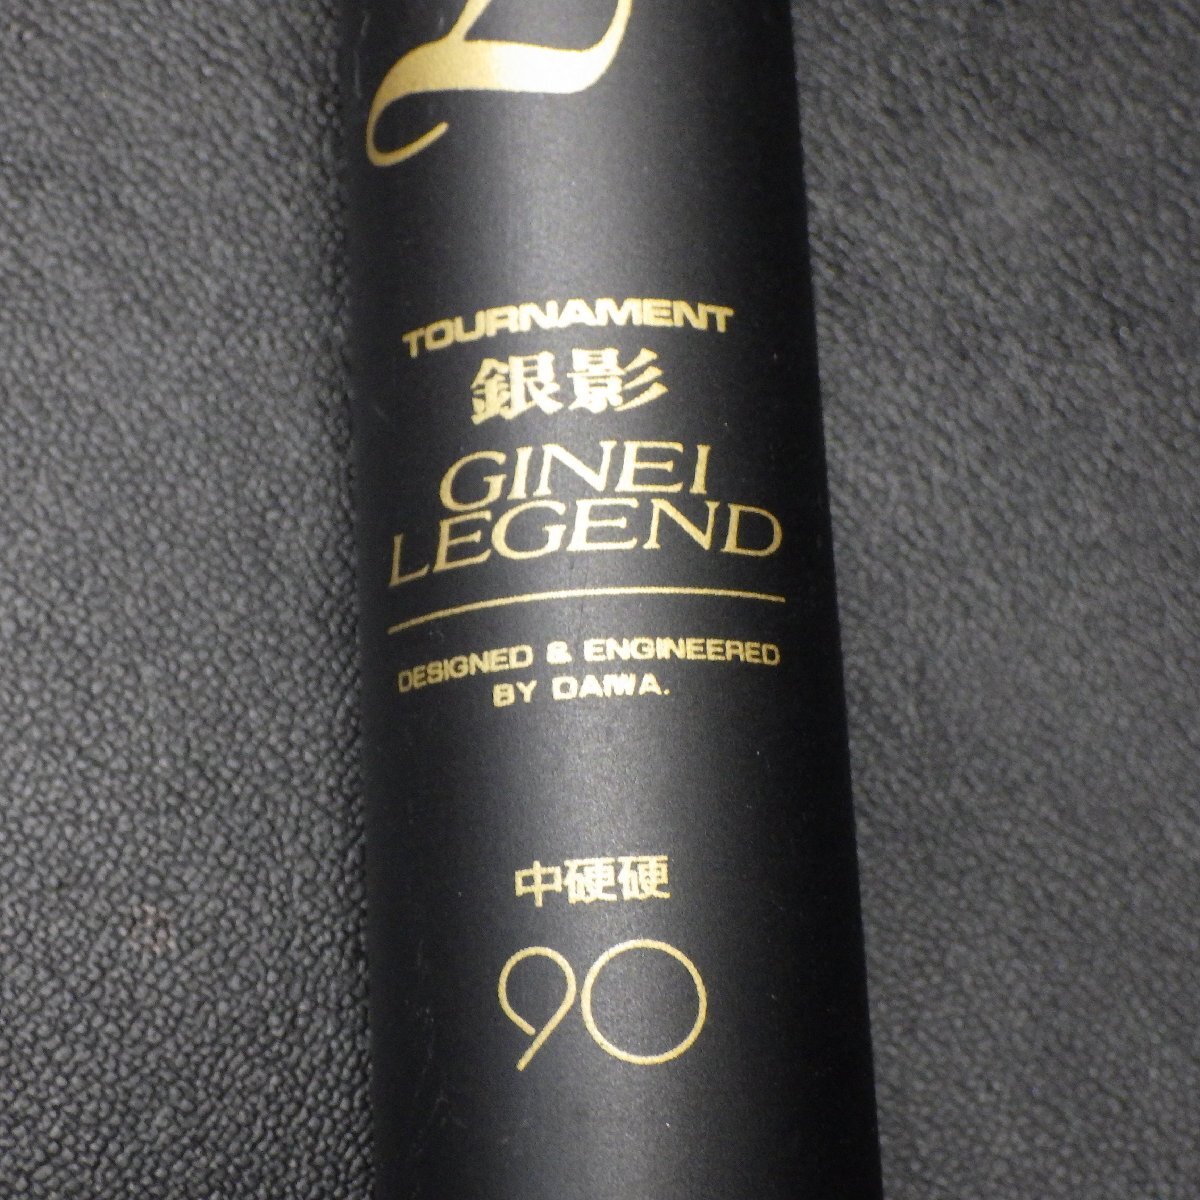 TOURNAMENT
銀影
GINEI
LEGEND
DESIGNED & ENGINEERED
BY DAIWA.
中硬硬
90